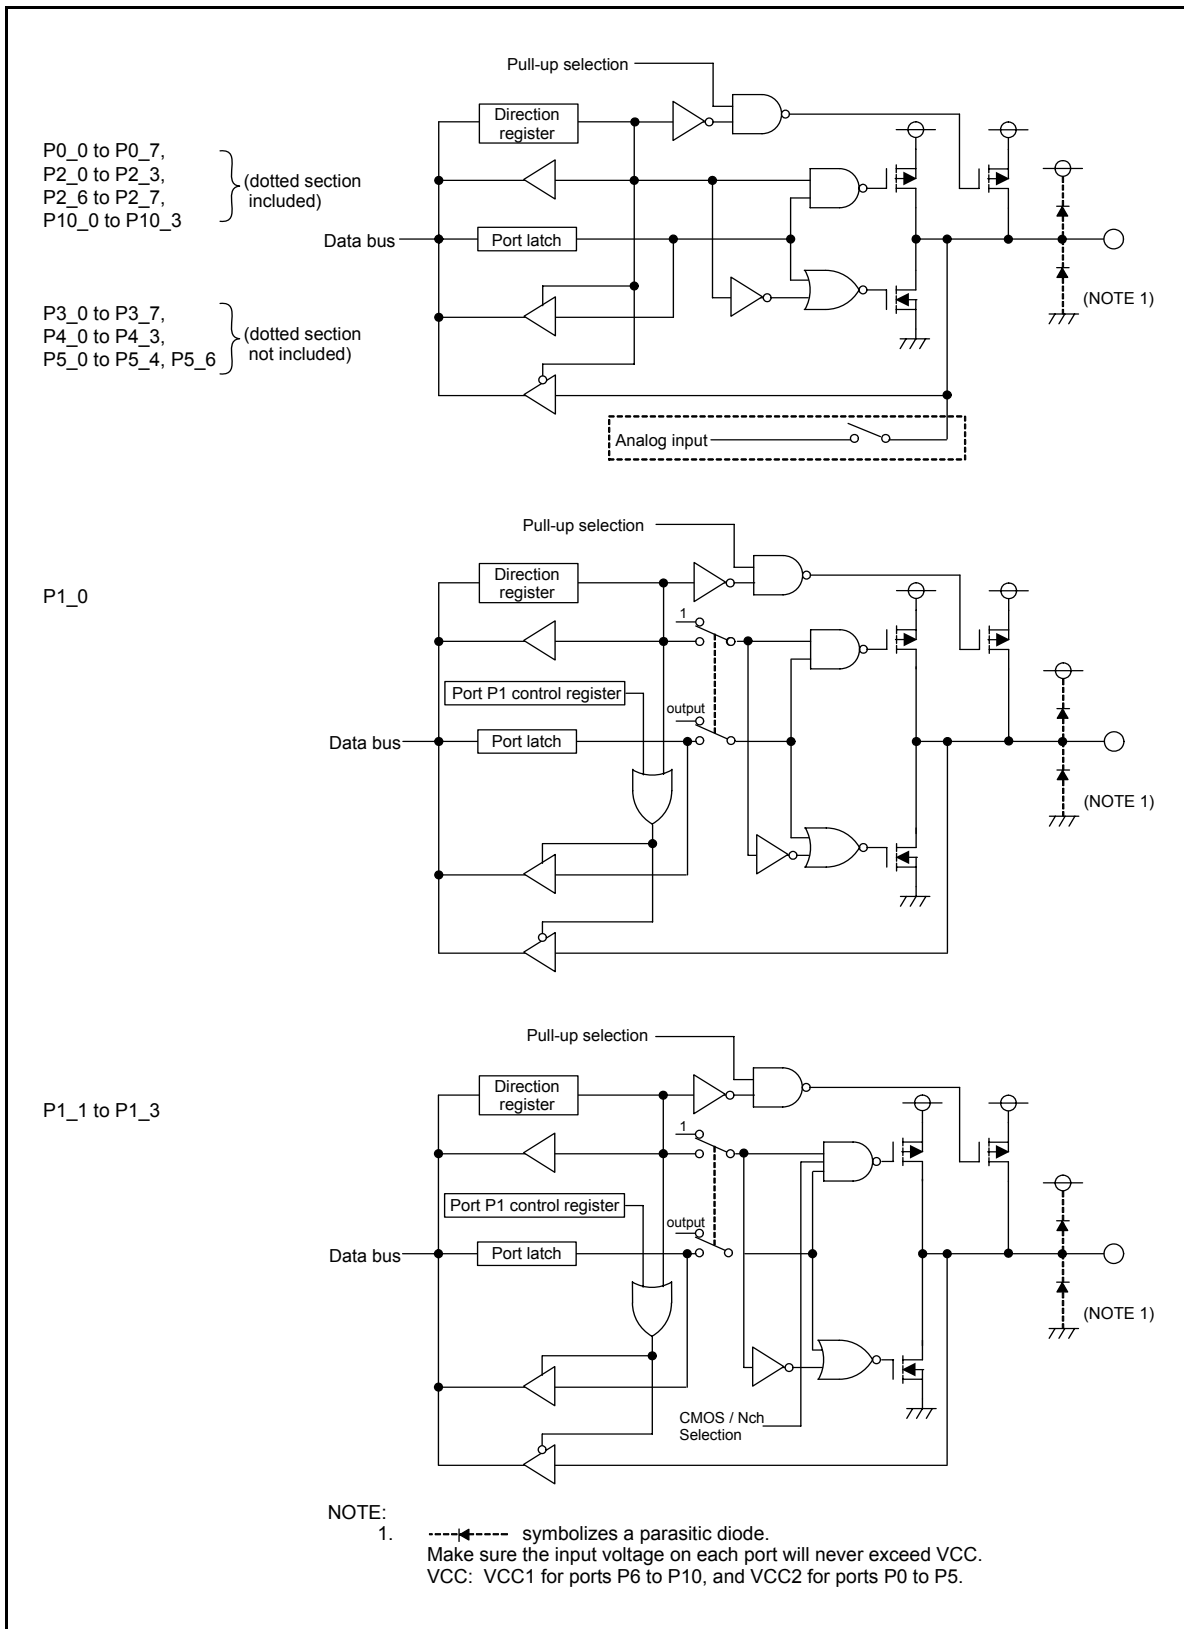 Pull-up selection
Direction
register
P0_0 to P0_7,
P2_0 to P2_3,
P2_6 to P2_7,
P10_0 to P10_3
(dotted section
included)
Data bus
Port latch
P3_0 to P3_7,
P4_0 to P4_3,
P5_0 to P5_4, P5_6
(dotted section
not included)
(NOTE 1)
Analog input
Pull-up selection
Direction
register
P1_0
1
Port P1 control register
output
Data bus
Port latch
(NOTE 1)
Pull-up selection
Direction
register
P1_1 to P1_3
1
Port P1 control register
output
Data bus
Port latch
(NOTE 1)
CMOS / Nch
Selection
NOTE:
1. symbolizes a parasitic diode.
Make sure the input voltage on each port will never exceed VCC.
VCC: VCC1 for ports P6 to P10, and VCC2 for ports P0 to P5.